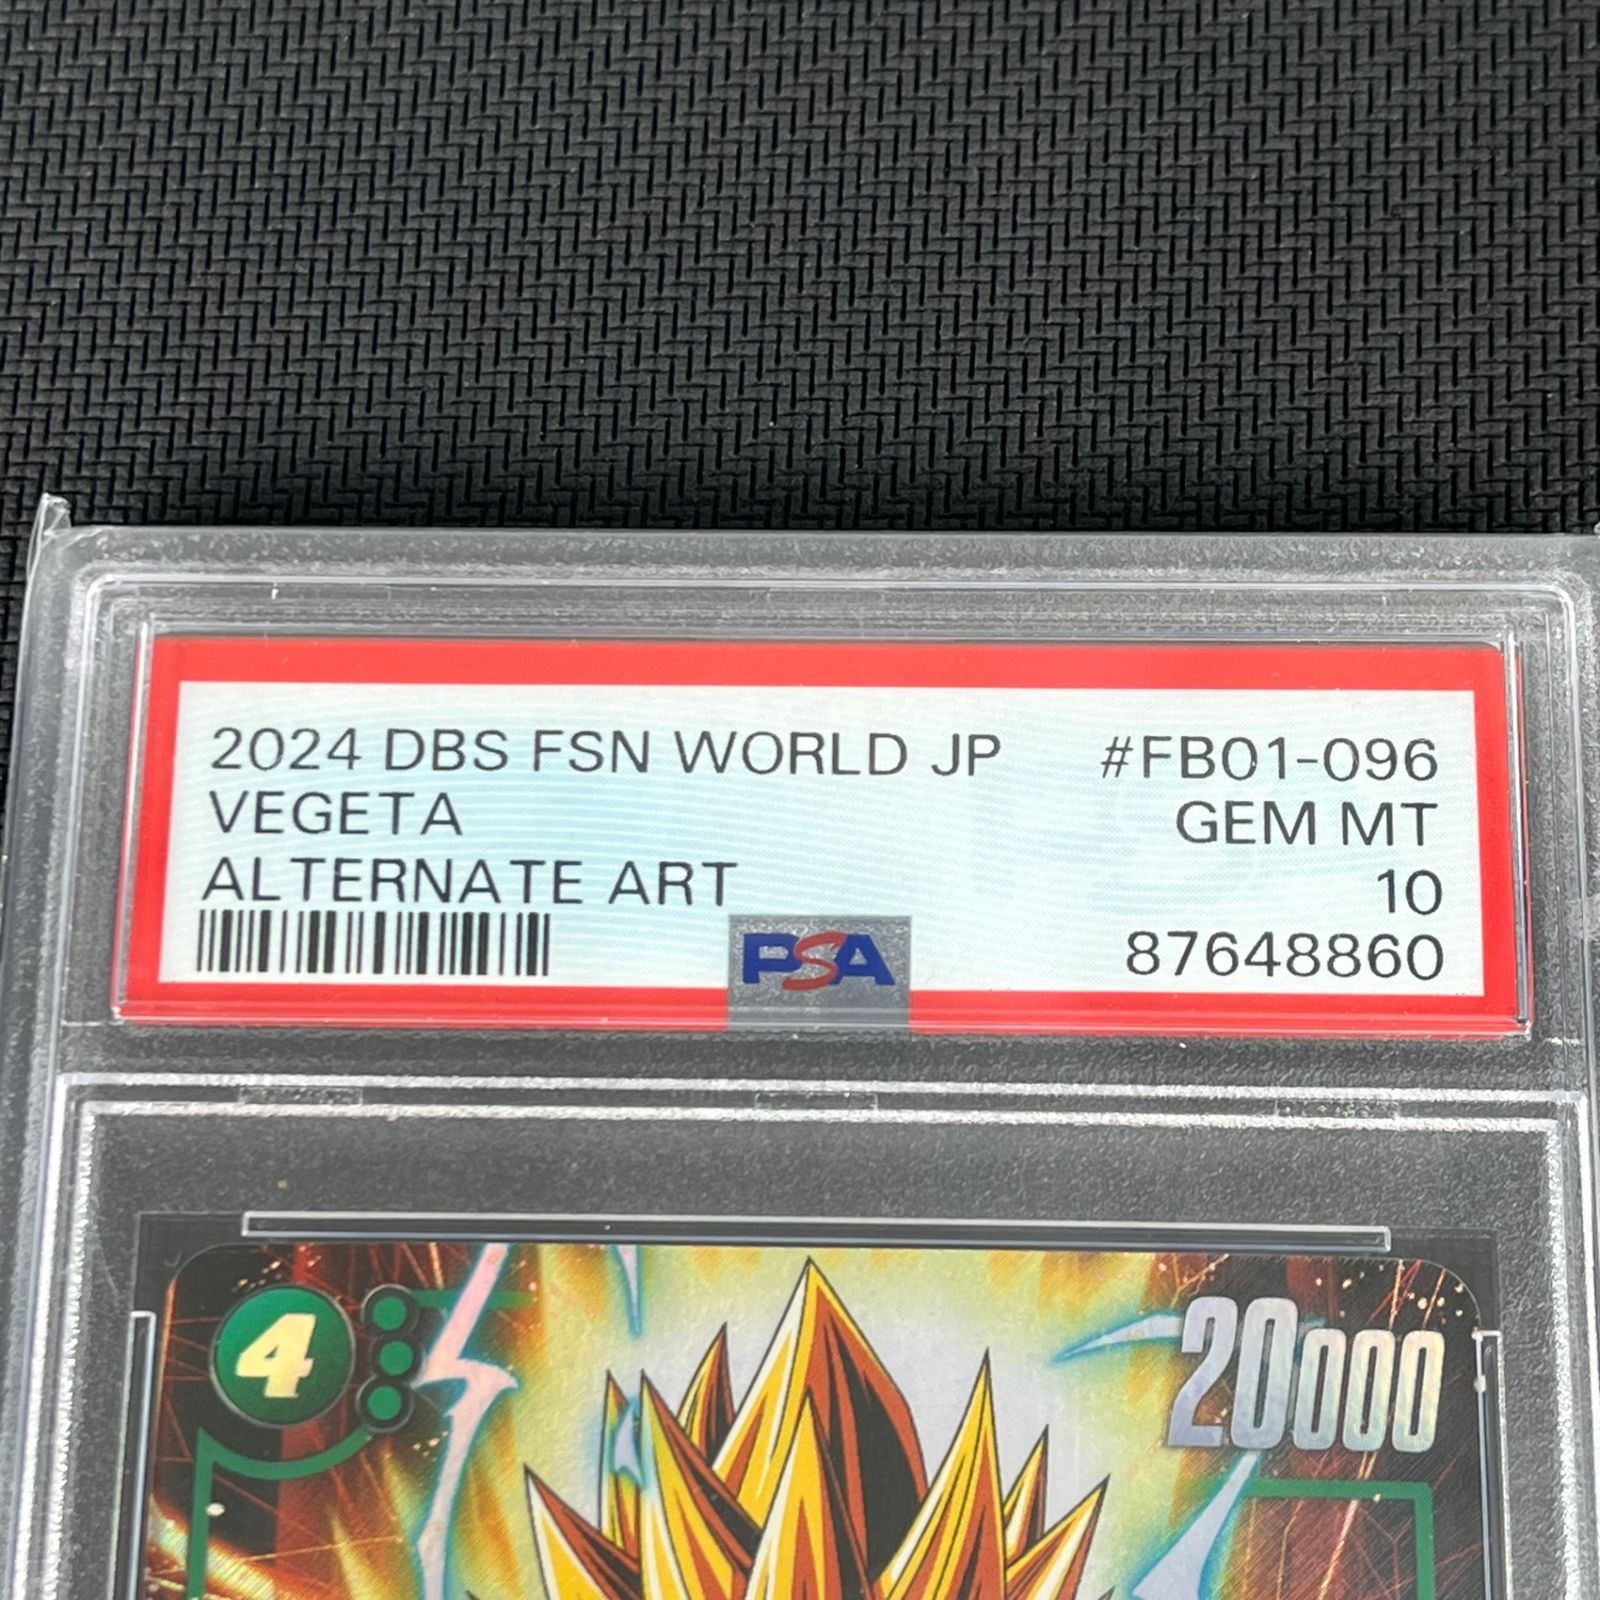 2024 DBS FSN WORLD JP #FB01-096
VEGETA GEM MT
ALTERNATE ART 10
PSA 87648860
4 20000